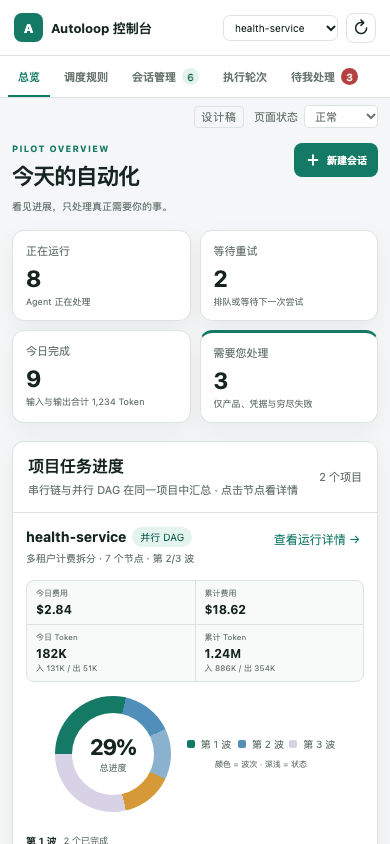 A Autoloop 控制台 health-service
总览 调度规则 会话管理 6 执行轮次 待我处理 3
设计稿 页面状态 正常
PILOT OVERVIEW
今天的自动化
+ 新建会话
看见进展，只处理真正需要你的事。
正在运行
8
Agent 正在处理
等待重试
2
排队或等待下一次尝试
今日完成
9
输入与输出合计 1,234 Token
需要您处理
3
仅产品、凭据与穷尽失败
项目任务进度
串行链与并行 DAG 在同一项目中汇总 · 点击节点看详情
2 个项目
health-service 并行 DAG
查看运行详情 →
多租户计费拆分 · 7 个节点 · 第 2/3 波
今日费用
$2.84
累计费用
$18.62
今日 Token
182K
入 131K / 出 51K
累计 Token
1.24M
入 886K / 出 354K
29%
总进度
第 1 波 第 2 波 第 3 波
颜色 = 波次 · 深浅 = 状态
第 1 波 2 个已完成